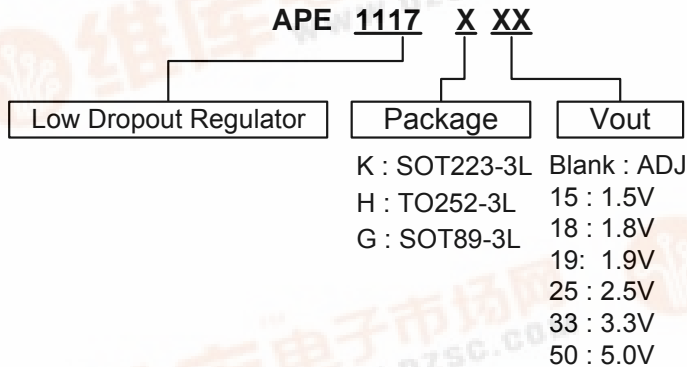 APE 1117 X XX
Low Dropout Regulator
Package
Vout
K : SOT223-3L
H : TO252-3L
G : SOT89-3L
Blank : ADJ
15 : 1.5V
18 : 1.8V
19: 1.9V
25 : 2.5V
33 : 3.3V
50 : 5.0V